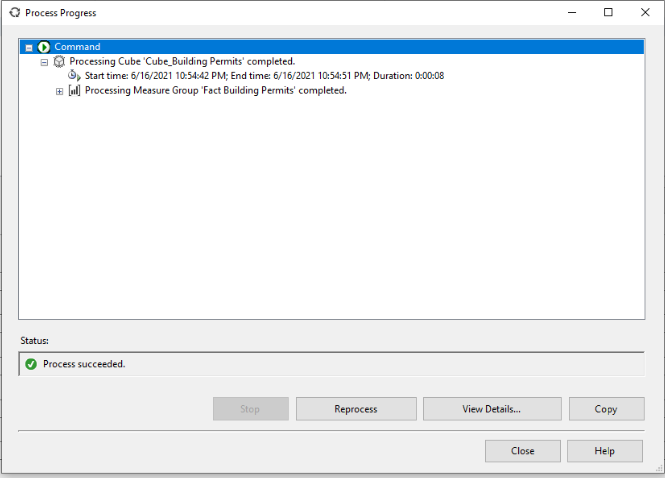 Process Progress
Command
Processing Cube 'Cube_Building Permits' completed.
Start time: 6/16/2021 10:54:42 PM; End time: 6/16/2021 10:54:51 PM; Duration: 0:00:08
Processing Measure Group 'Fact Building Permits' completed.
Status:
Process succeeded.
Stop Reprocess View Details... Copy
Close Help